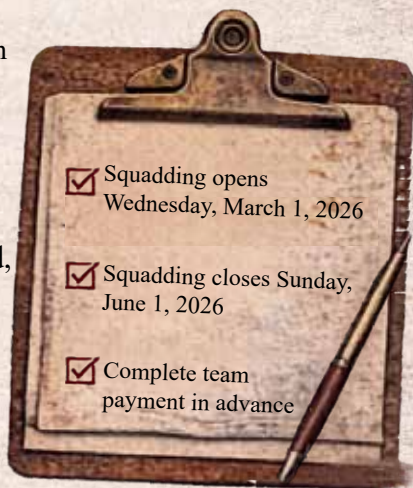 n
l,
Squadding opens
Wednesday, March 1, 2026
Squadding closes Sunday,
June 1, 2026
Complete team
payment in advance